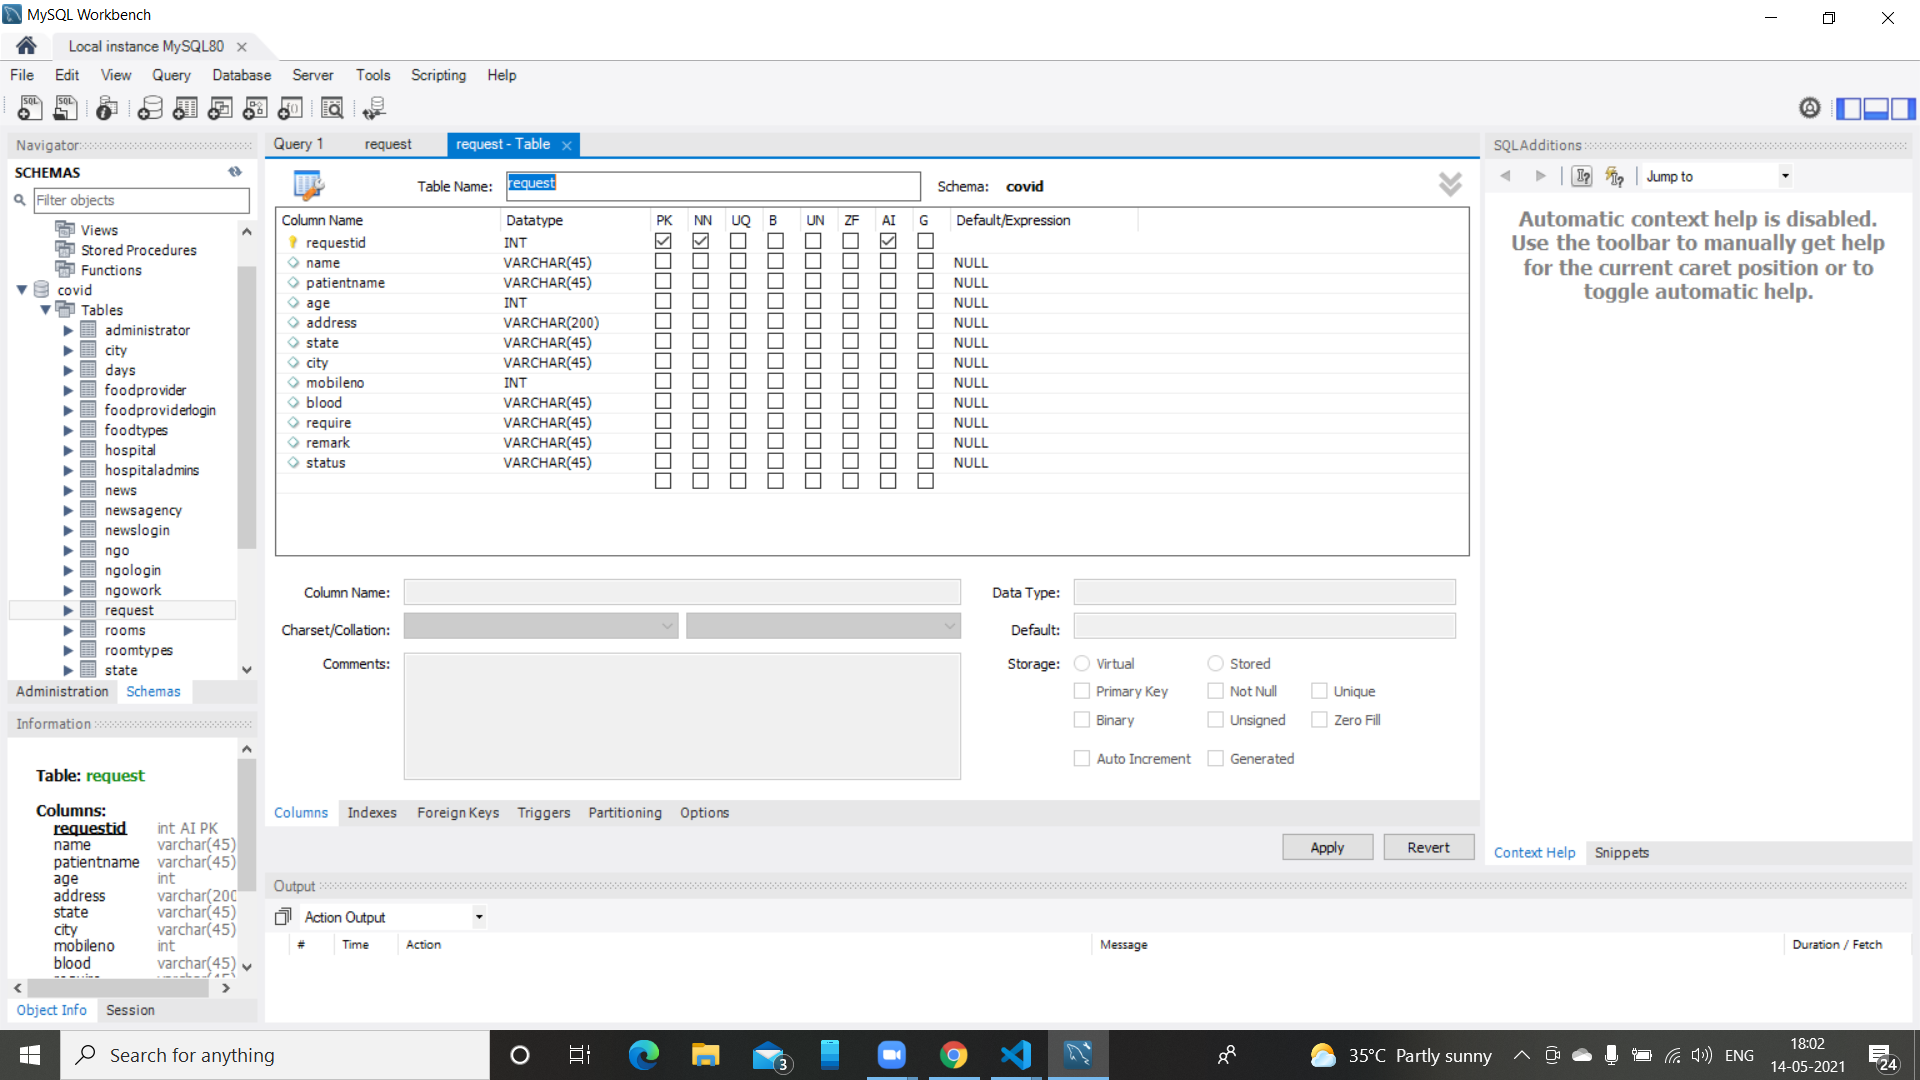 MySQL Workbench
Local instance MySQL80
File Edit View Query Database Server Tools Scripting Help
Navigator
SCHEMAS
Filter objects
Views
Stored Procedures
Functions
covid
Tables
administrator
city
days
foodprovider
foodproviderlogin
foodtypes
hospital
hospitaladmins
news
newsagency
newslogin
ngo
ngologin
ngowork
request
rooms
roomtypes
state
Administration Schemas
Information
Table: request
Columns:
requestid int AI PK
name varchar(45)
patientname varchar(45)
age int
address varchar(200
state varchar(45)
city varchar(45)
mobileno int
blood varchar(45)
Object Info Session
Query 1 request request - Table
Table Name: request Schema: covid
Column Name Datatype PK NN UQ B UN ZF AI G Default/Expression
requestid INT
name VARCHAR(45) NULL
patientname VARCHAR(45) NULL
age INT NULL
address VARCHAR(200) NULL
state VARCHAR(45) NULL
city VARCHAR(45) NULL
mobileno INT NULL
blood VARCHAR(45) NULL
require VARCHAR(45) NULL
remark VARCHAR(45) NULL
status VARCHAR(45) NULL
Column Name: Data Type:
Charset/Collation: Default:
Comments: Storage: Virtual Stored
Primary Key Not Null Unique
Binary Unsigned Zero Fill
Auto Increment Generated
Columns Indexes Foreign Keys Triggers Partitioning Options
Apply Revert
SQLAdditions
Jump to
Automatic context help is disabled.
Use the toolbar to manually get help
for the current caret position or to
toggle automatic help.
Context Help Snippets
Output
Action Output
# Time Action Message Duration / Fetch
Search for anything
3
35°C Partly sunny
ENG
18:02
14-05-2021
24